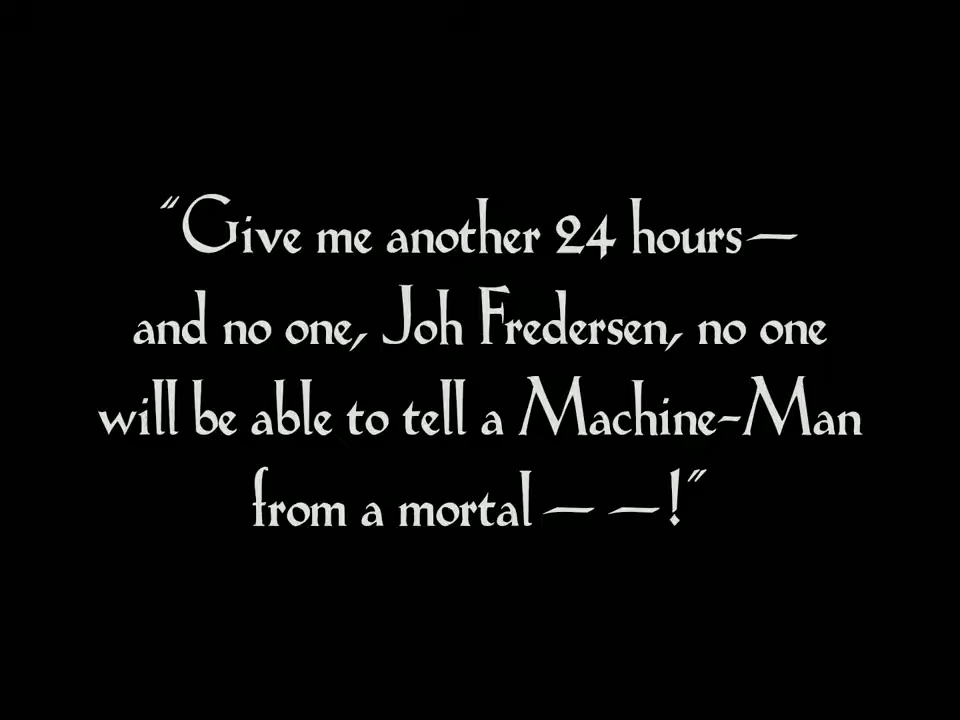 "Give me another 24 hours—
and no one, Joh Fredersen, no one
will be able to tell a Machine-Man
from a mortal — —!"